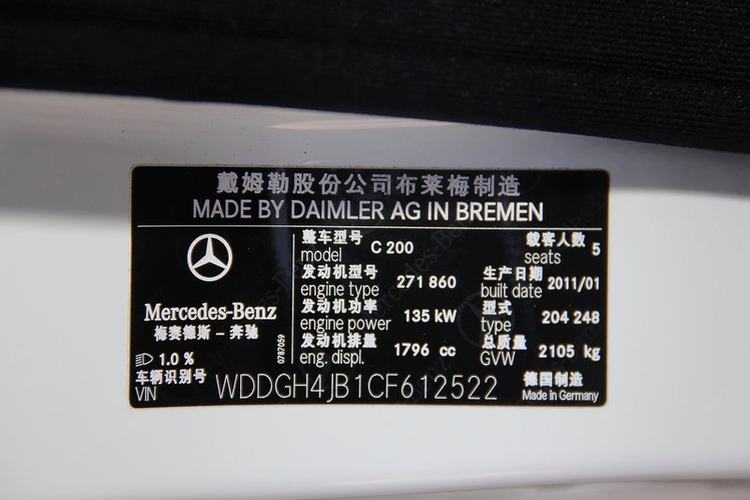 戴姆勒股份公司布莱梅制造
MADE BY DAIMLER AG IN BREMEN
Mercedes-Benz
梅赛德斯 - 奔驰
0787059
整车型号 C 200 载客人数 5
model seats
发动机型号 271 860 生产日期 2011/01
engine type built date
发动机功率 135 kW 型式 204 248
engine power type
发动机排量 1796 cc 总质量 2105 kg
eng. displ. GVW
1.0 %
车辆识别号 WDDGH4JB1CF612522 德国制造
VIN Made in Germany